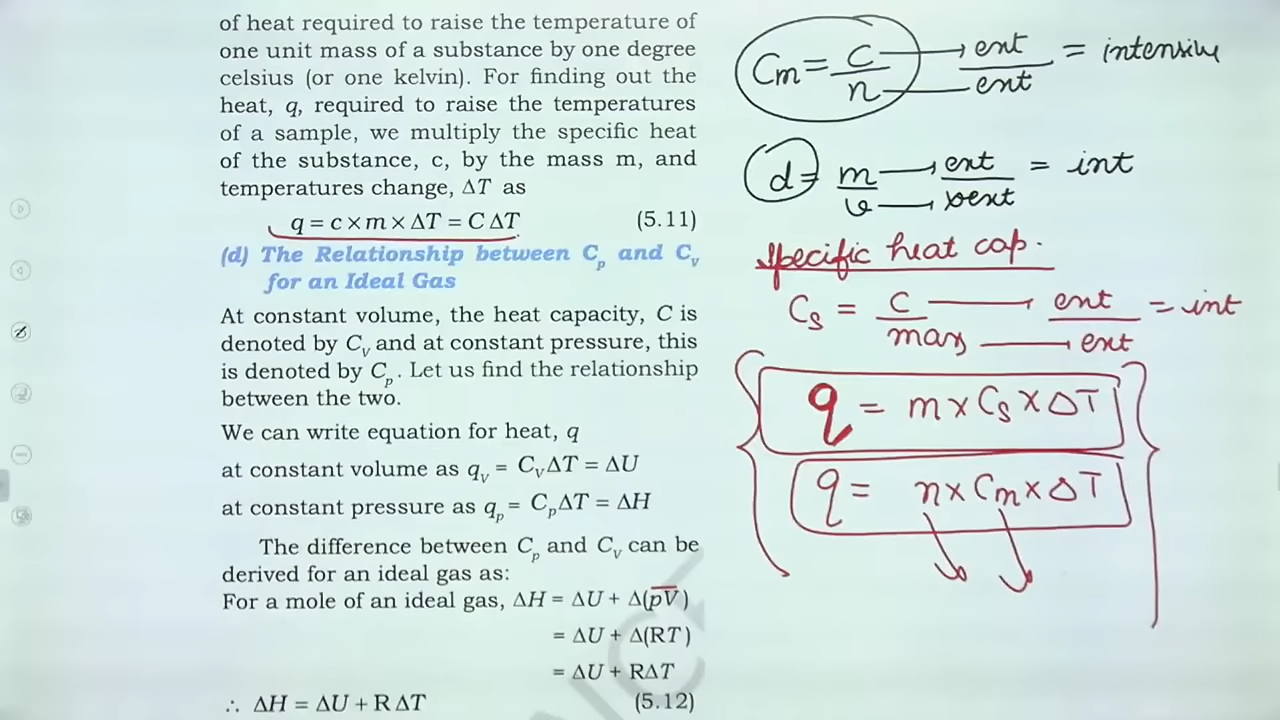 of heat required to raise the temperature of
one unit mass of a substance by one degree
celsius (or one kelvin). For finding out the
heat, q, required to raise the temperatures
of a sample, we multiply the specific heat
of the substance, c, by the mass m, and
temperatures change, ΔT as
q = c × m × ΔT = C ΔT (5.11)
(d) The Relationship between Cp and CV
for an Ideal Gas
At constant volume, the heat capacity, C is
denoted by CV and at constant pressure, this
is denoted by Cp. Let us find the relationship
between the two.
We can write equation for heat, q
at constant volume as qV = CVΔT = ΔU
at constant pressure as qp = CpΔT = ΔH
The difference between Cp and CV can be
derived for an ideal gas as:
For a mole of an ideal gas, ΔH = ΔU + Δ(pV)
= ΔU + Δ(RT)
= ΔU + RΔT
∴ ΔH = ΔU + R ΔT (5.12)
Cm = C/n → ext/ext = intensive
d = m/v → ext/ext = int
Specific heat cap.
Cs = C/mass → ext/ext = int
q = m × Cs × ΔT
q = n × Cm × ΔT